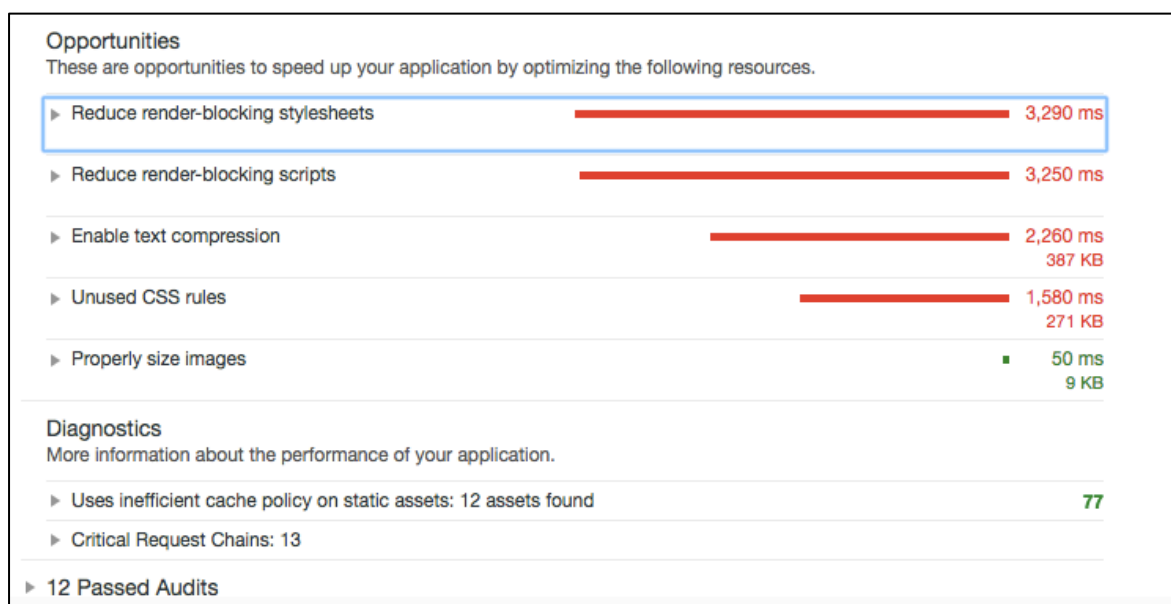 Opportunities
These are opportunities to speed up your application by optimizing the following resources.
Reduce render-blocking stylesheets 3,290 ms
Reduce render-blocking scripts 3,250 ms
Enable text compression 2,260 ms
387 KB
Unused CSS rules 1,580 ms
271 KB
Properly size images 50 ms
9 KB
Diagnostics
More information about the performance of your application.
Uses inefficient cache policy on static assets: 12 assets found 77
Critical Request Chains: 13
12 Passed Audits